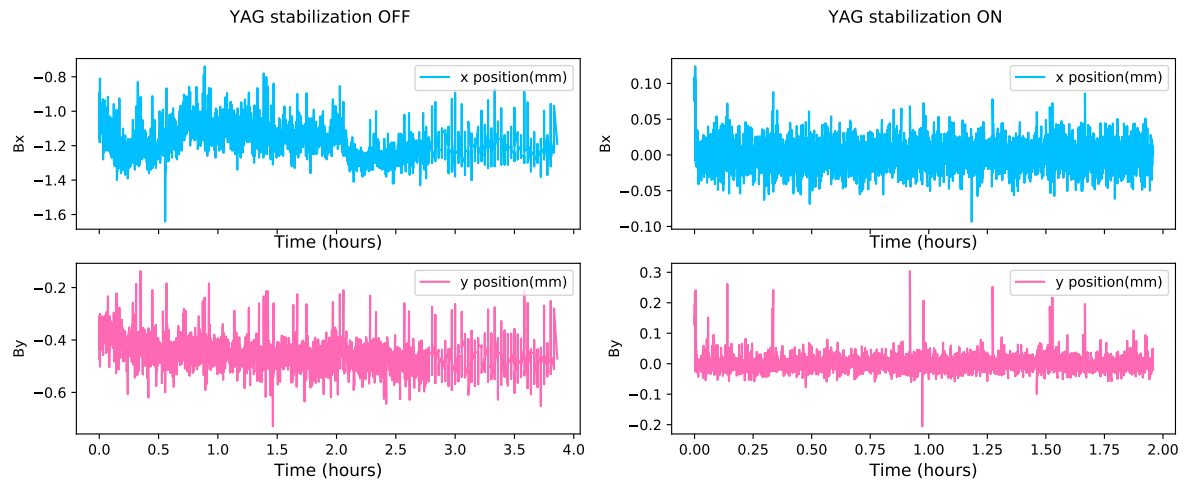 YAG stabilization OFF
YAG stabilization ON
x position(mm)
−0.8
−1.0
−1.2
−1.4
−1.6
Bx
Time (hours)
x position(mm)
0.10
0.05
0.00
−0.05
−0.10
Bx
Time (hours)
y position(mm)
−0.2
−0.4
−0.6
By
0.0 0.5 1.0 1.5 2.0 2.5 3.0 3.5 4.0
Time (hours)
y position(mm)
0.3
0.2
0.1
0.0
−0.1
−0.2
By
0.00 0.25 0.50 0.75 1.00 1.25 1.50 1.75 2.00
Time (hours)